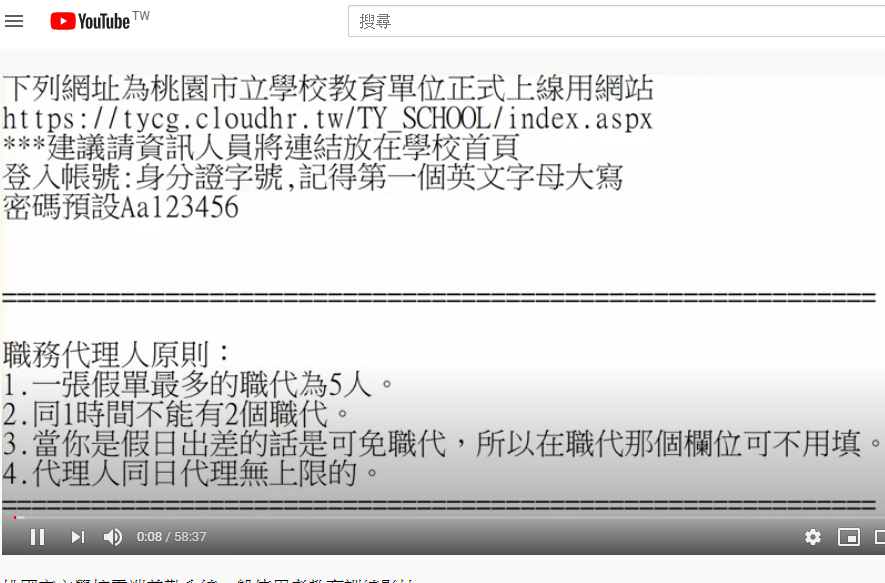 YouTube TW
搜尋
下列網址為桃園市立學校教育單位正式上線用網站
https://tycg.cloudhr.tw/TY_SCHOOL/index.aspx
***建議請資訊人員將連結放在學校首頁
登入帳號:身分證字號,記得第一個英文字母大寫
密碼預設Aa123456
============================================================
職務代理人原則：
1.一張假單最多的職代為5人。
2.同1時間不能有2個職代。
3.當你是假日出差的話是可免職代，所以在職代那個欄位可不用填。
4.代理人同日代理無上限的。
============================================================
0:08 / 58:37